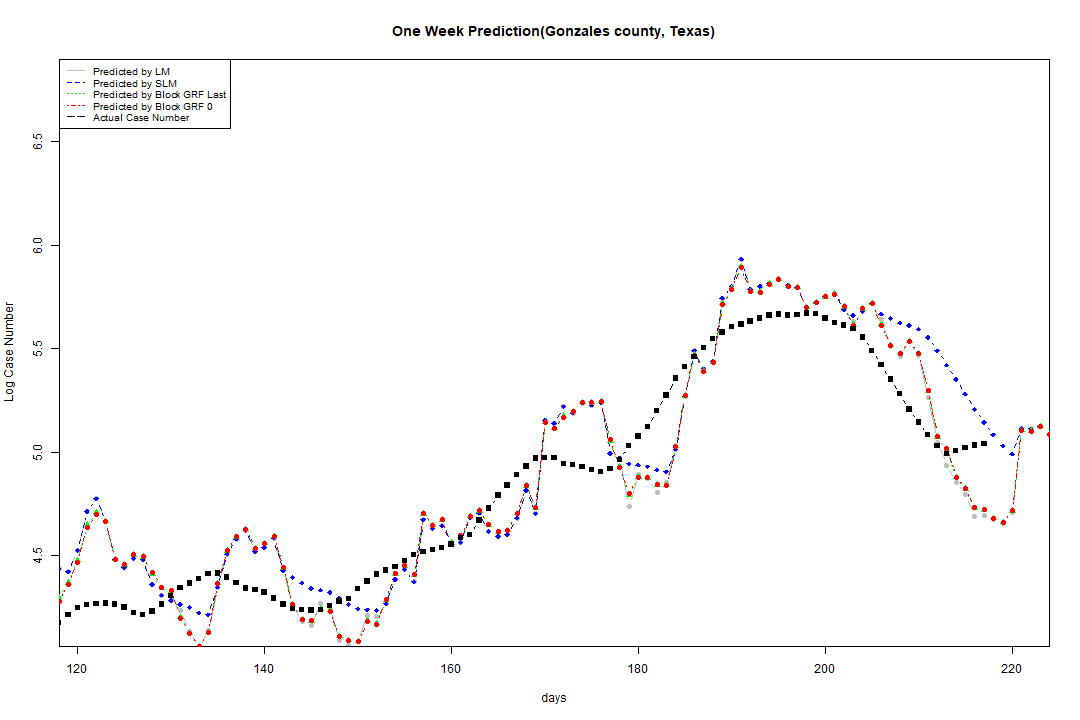 One Week Prediction(Gonzales county, Texas)
Predicted by LM
Predicted by SLM
Predicted by Block GRF Last
Predicted by Block GRF 0
Actual Case Number
6.5
6.0
5.5
5.0
4.5
Log Case Number
120 140 160 180 200 220
days